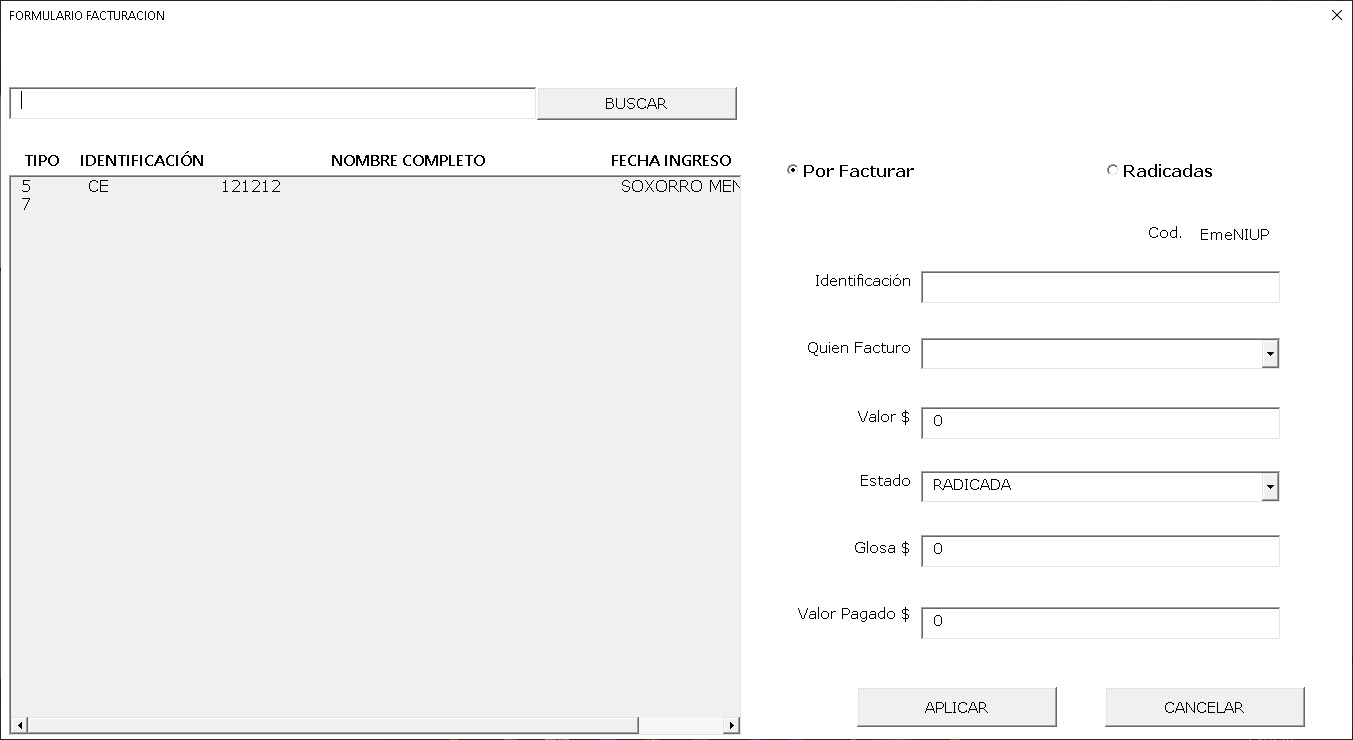 FORMULARIO FACTURACION
BUSCAR
TIPO IDENTIFICACIÓN NOMBRE COMPLETO FECHA INGRESO
5 CE 121212 SOXORRO MEN
7
Por Facturar Radicadas
Cod. EmeNIUP
Identificación
Quien Facturo
Valor $ 0
Estado RADICADA
Glosa $ 0
Valor Pagado $ 0
APLICAR CANCELAR